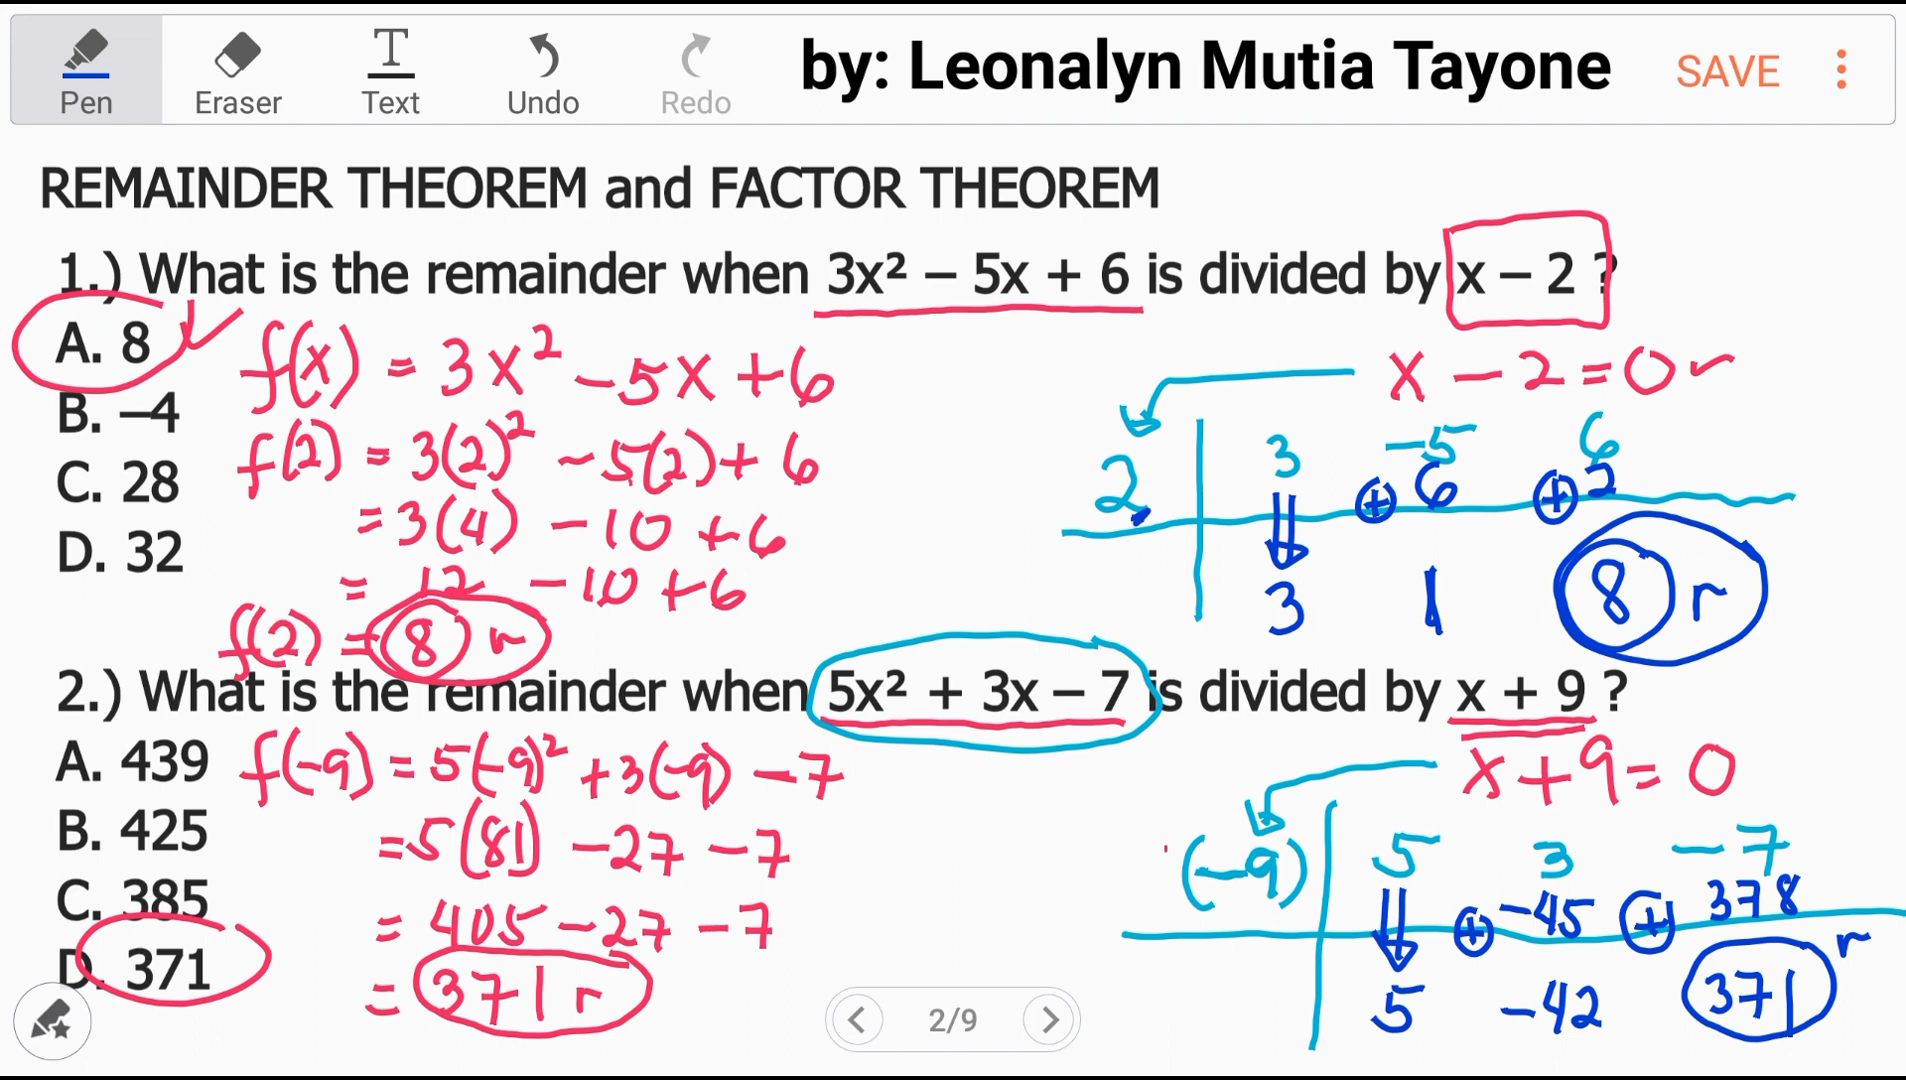 Pen Eraser Text Undo Redo by: Leonalyn Mutia Tayone SAVE
REMAINDER THEOREM and FACTOR THEOREM
1.) What is the remainder when 3x² – 5x + 6 is divided by x – 2 ?
A. 8
B. –4
C. 28
D. 32
f(x) = 3x² - 5x + 6
f(2) = 3(2)² - 5(2) + 6
= 3(4) - 10 + 6
= 12 - 10 + 6
f(2) = 8 r
x - 2 = 0 r
2 3 -5 6
+ 6 + 2
3 1 8 r
2.) What is the remainder when 5x² + 3x – 7 is divided by x + 9 ?
A. 439
B. 425
C. 385
D. 371
f(-9) = 5(-9)² + 3(-9) - 7
= 5(81) - 27 - 7
= 405 - 27 - 7
= 371 r
x + 9 = 0
(-9) 5 3 -7
+ -45 + 378
5 -42 371 r
2/9